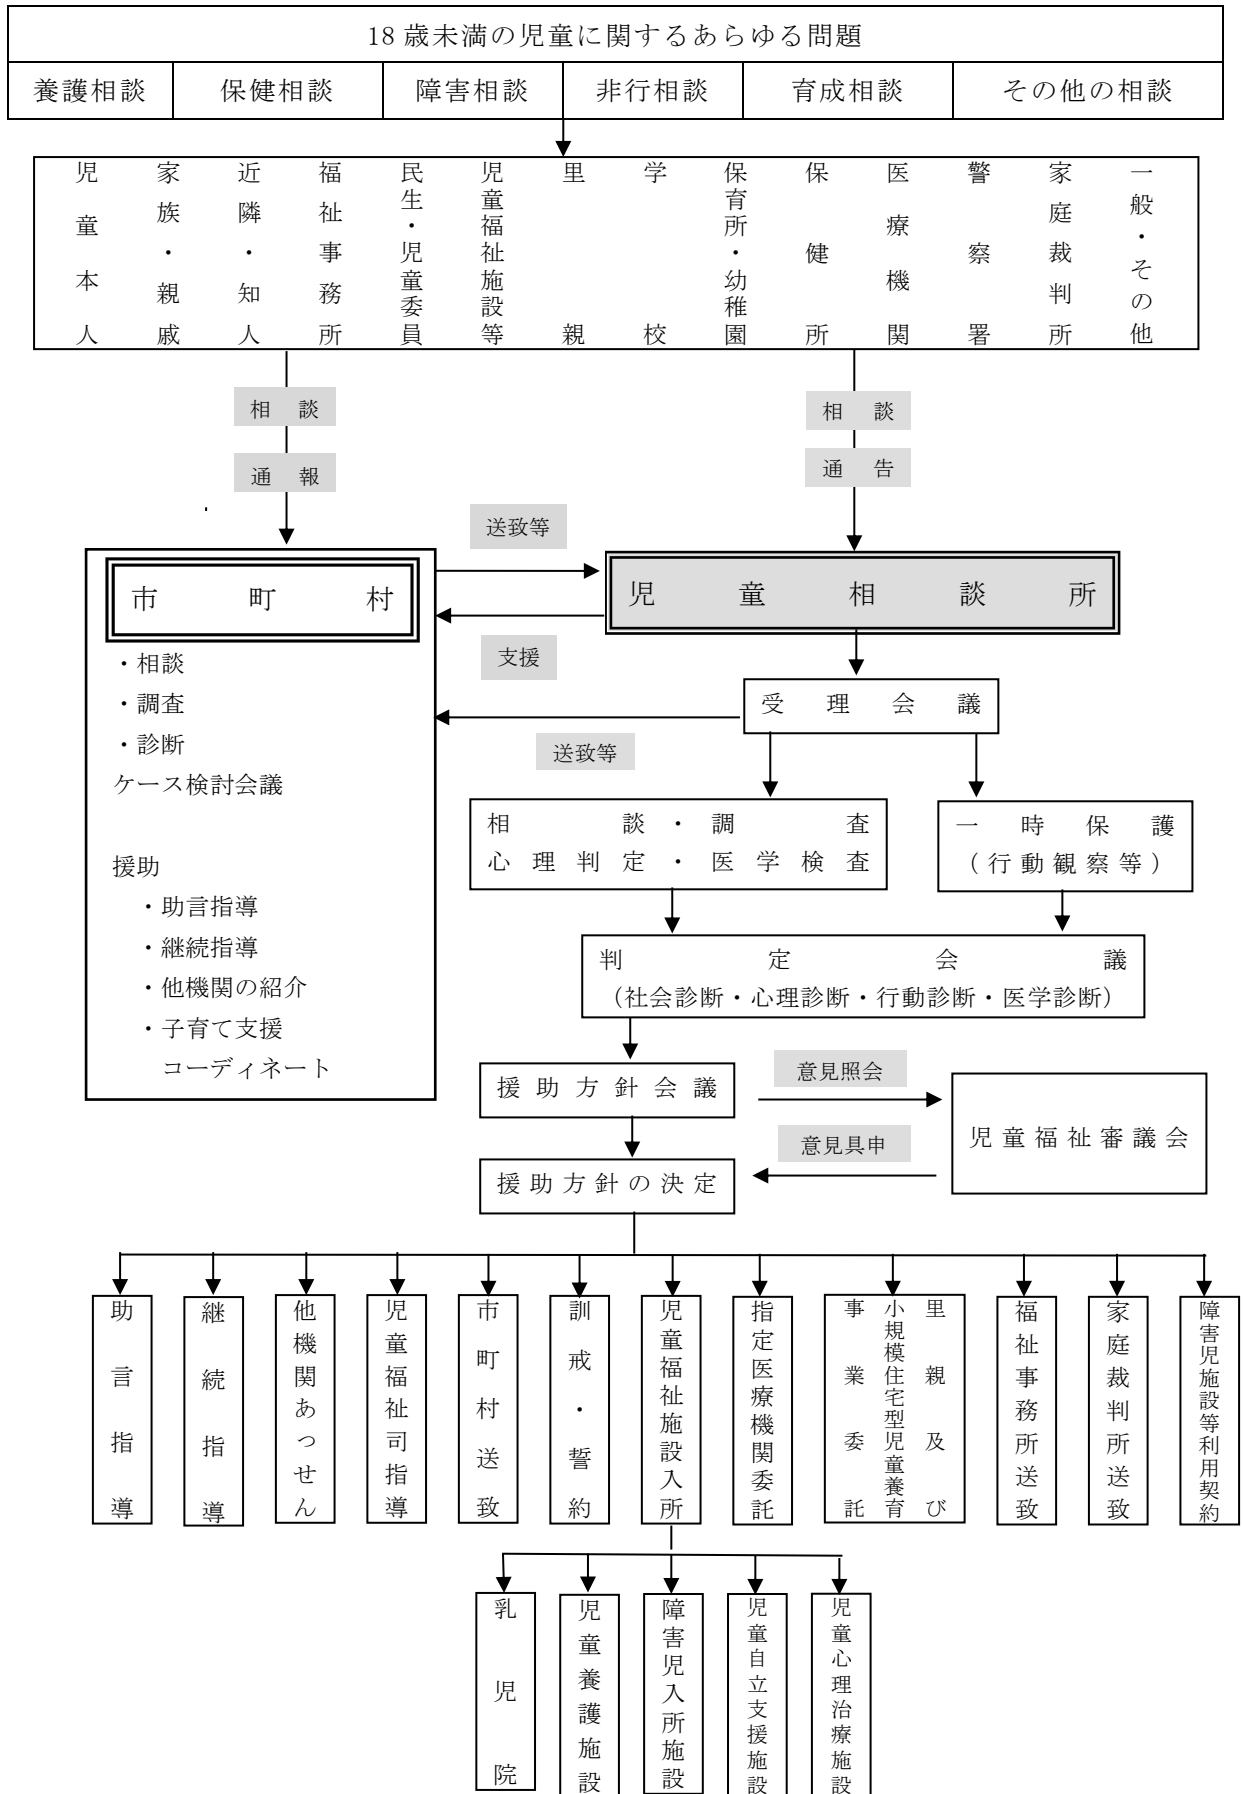 18 歳未満の児童に関するあらゆる問題
養護相談
保健相談
障害相談
非行相談
育成相談
その他の相談
児童本人
家族・親戚
近隣・知人
福祉事務所
民生・児童委員
児童福祉施設等
里親
学校
保育所・幼稚園
保健所
医療機関
警察署
家庭裁判所
一般・その他
相 談
通 報
相 談
通 告
送致等
市 町 村
児 童 相 談 所
支援
・相談
・調査
・診断
ケース検討会議
援助
・助言指導
・継続指導
・他機関の紹介
・子育て支援
コーディネート
受 理 会 議
送致等
相 談 ・ 調 査
心 理 判 定 ・ 医 学 検 査
一 時 保 護
（行動観察等）
判 定 会 議
（社会診断・心理診断・行動診断・医学診断）
援 助 方 針 会 議
意見照会
児童福祉審議会
意見具申
援助方針の決定
助言指導
継続指導
他機関あっせん
児童福祉司指導
市町村送致
訓戒・誓約
児童福祉施設入所
指定医療機関委託
里親及び
小規模住宅型児童養育
事業委託
福祉事務所送致
家庭裁判所送致
障害児施設等利用契約
乳児院
児童養護施設
障害児入所施設
児童自立支援施設
児童心理治療施設